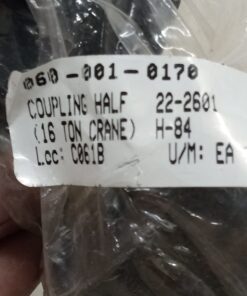 060-001-0170
COUPLING HALF 22-2601
(16 TON CRANE) H-84
Loc: C061B U/M: EA